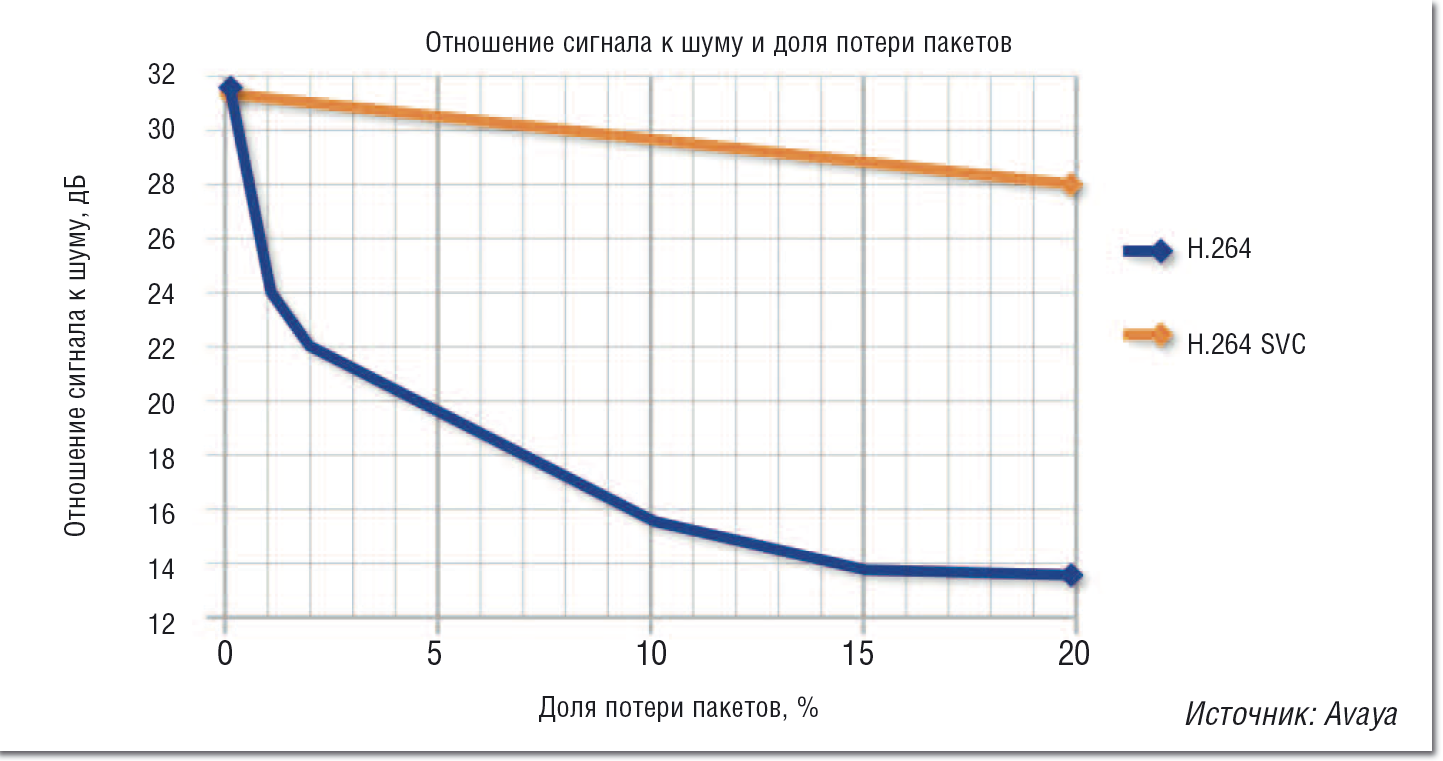 Отношение сигнала к шуму и доля потери пакетов
Отношение сигнала к шуму, дБ
32
30
28
26
24
22
20
18
16
14
12
0 5 10 15 20
Доля потери пакетов, %
H.264
H.264 SVC
Источник: Avaya